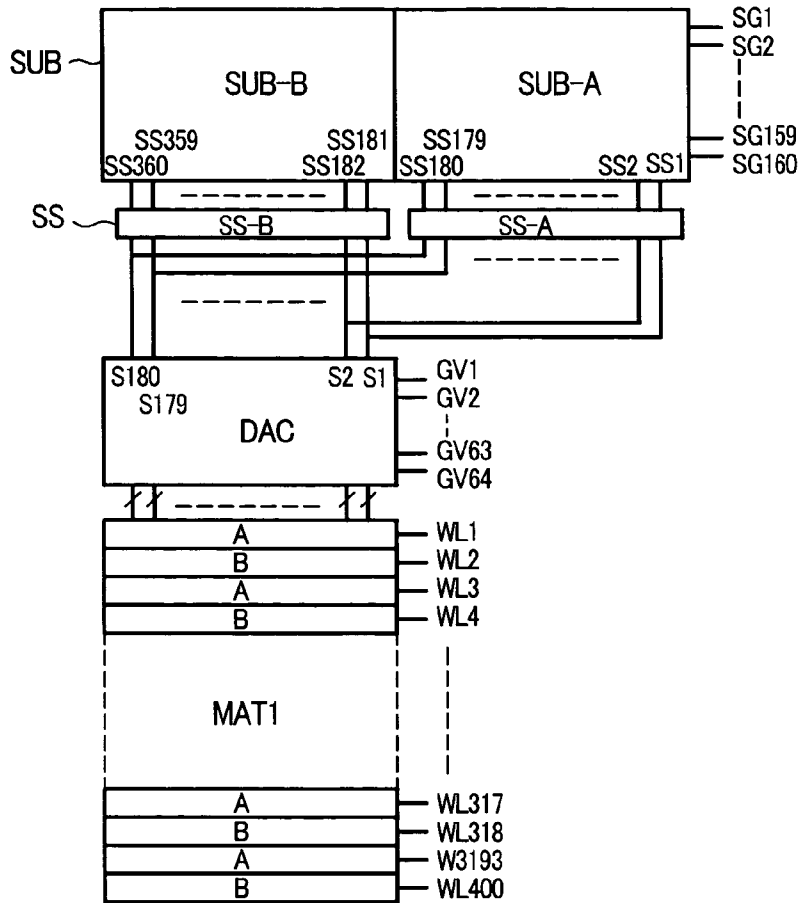 SG1
SUB
SUB-B
SUB-A
SG2
SS359
SS181
SS179
SG159
SS360
SS182
SS180
SS2
SS1
SG160
SS
SS-B
SS-A
S180
S2
S1
GV1
S179
GV2
DAC
GV63
GV64
A
WL1
B
WL2
A
WL3
B
WL4
MAT1
A
WL317
B
WL318
A
W3193
B
WL400